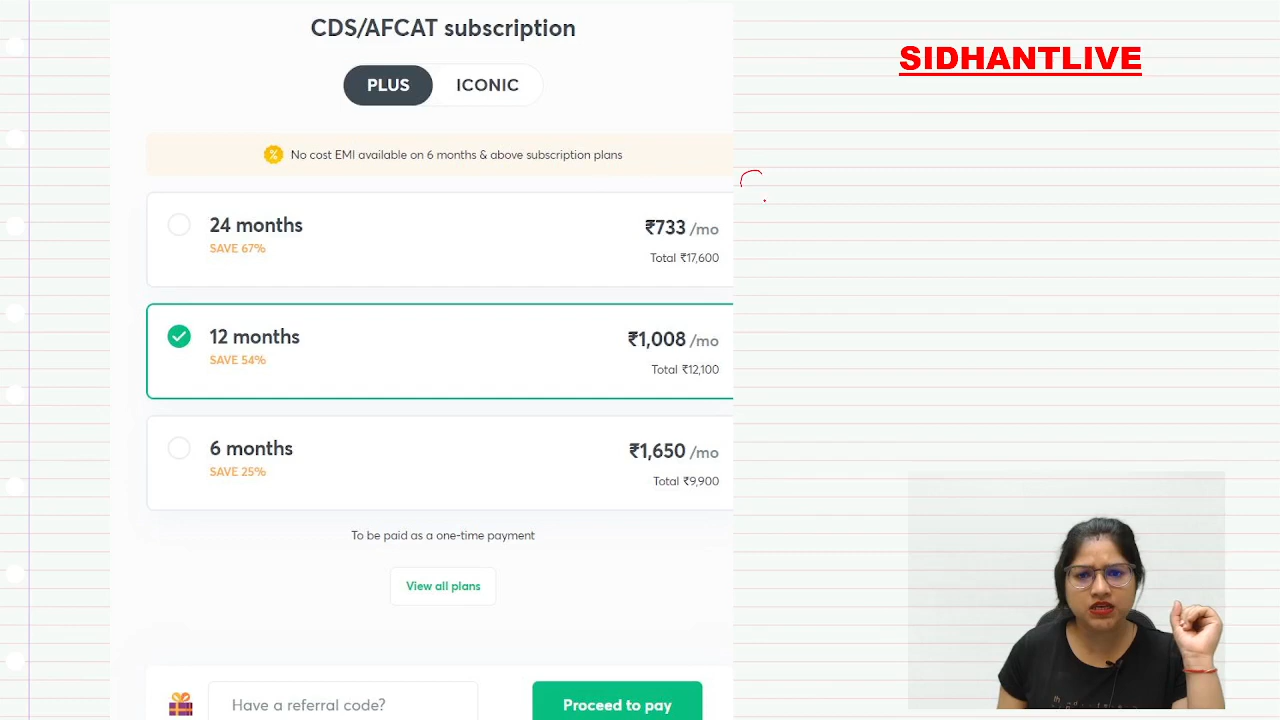 CDS/AFCAT subscription
SIDHANTLIVE
PLUS ICONIC
No cost EMI available on 6 months & above subscription plans
24 months ₹733 /mo
SAVE 67% Total ₹17,600
12 months ₹1,008 /mo
SAVE 54% Total ₹12,100
6 months ₹1,650 /mo
SAVE 25% Total ₹9,900
To be paid as a one-time payment
View all plans
Have a referral code? Proceed to pay